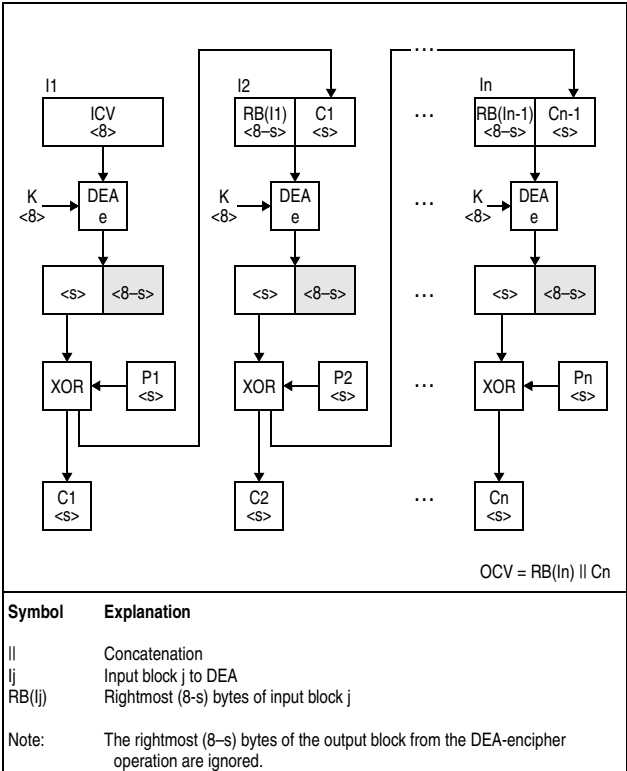 ...
I1 I2 In
ICV RB(I1) C1 ... RB(In-1) Cn-1
<8> <8–s> <s> <8–s> <s>
K DEA K DEA ... K DEA
<8> e <8> e <8> e
<s> <8–s> <s> <8–s> ... <s> <8–s>
XOR P1 XOR P2 ... XOR Pn
<s> <s> <s>
C1 C2 ... Cn
<s> <s> <s>
OCV = RB(In) || Cn
Symbol Explanation
|| Concatenation
Ij Input block j to DEA
RB(Ij) Rightmost (8-s) bytes of input block j
Note: The rightmost (8–s) bytes of the output block from the DEA-encipher
operation are ignored.